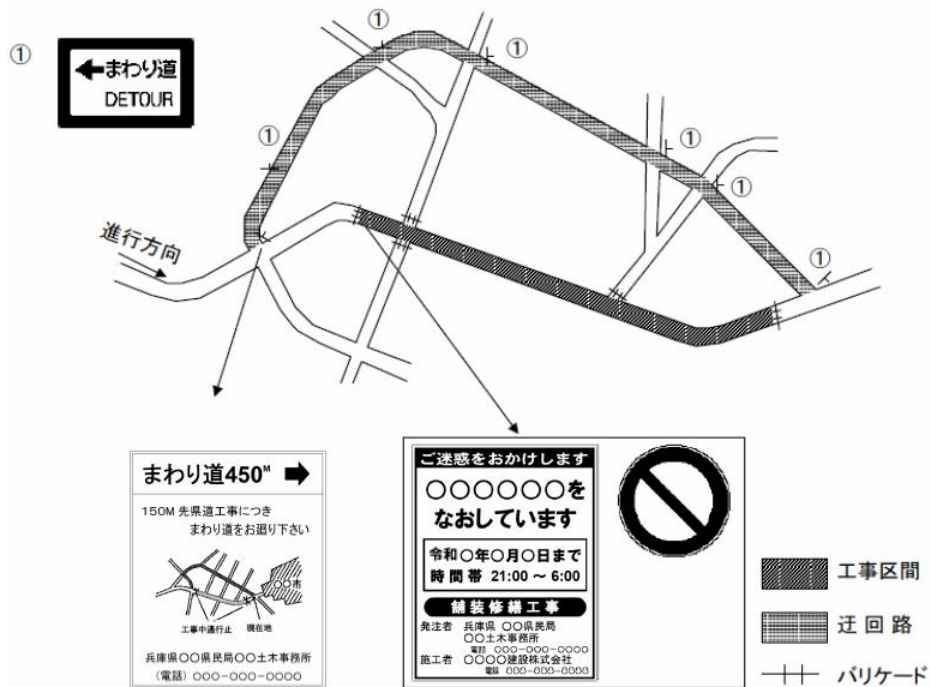 ①
←まわり道
DETOUR
①
①
①
①
①
①
進行方向
まわり道450M ➡
150M 先県道工事につき
まわり道をお廻り下さい
○○市
工事中通行止
現在地
兵庫県○○県民局○○土木事務所
(電話) ○○○-○○○-○○○○
ご迷惑をおかけします
○○○○○○を
なおしています
令和○年○月○日まで
時間帯 21:00 ~ 6:00
舗装修繕工事
発注者 兵庫県 ○○県民局
○○土木事務所
電話 ○○○-○○○-○○○○
施工者 ○○○○建設株式会社
電話 ○○○-○○○-○○○○
工事区間
迂回路
バリケード